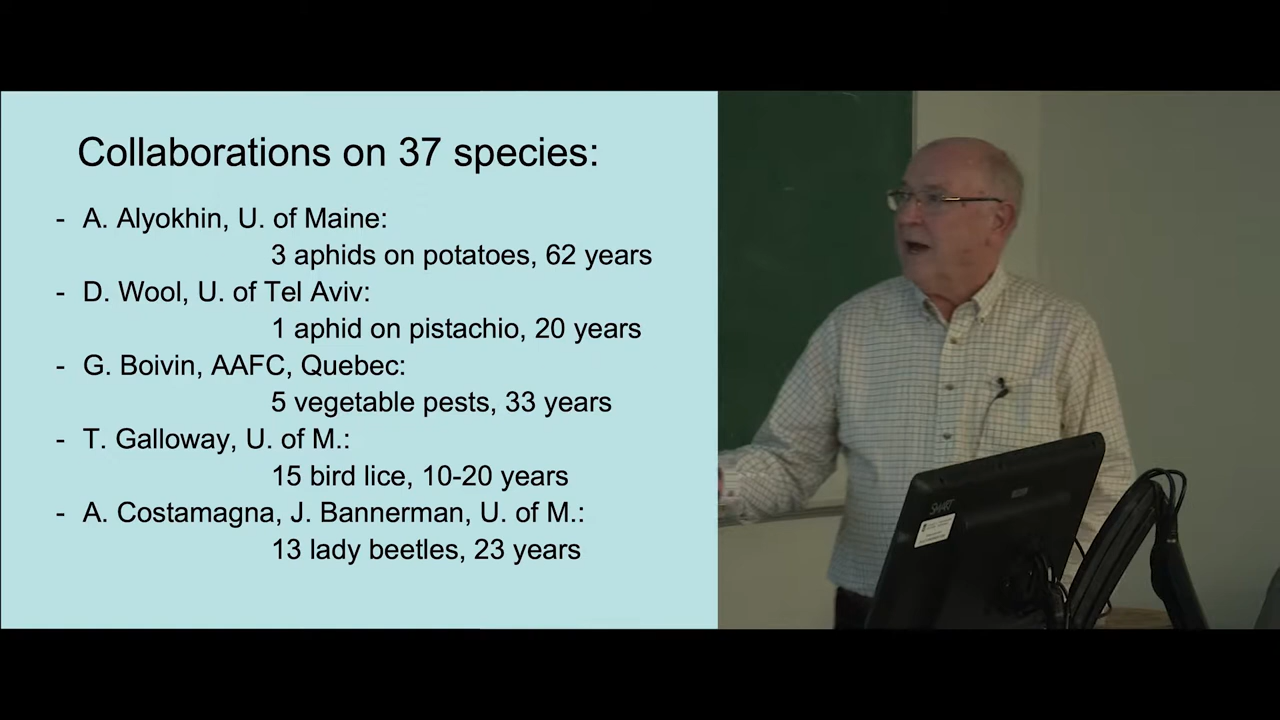 Collaborations on 37 species:
- A. Alyokhin, U. of Maine:
3 aphids on potatoes, 62 years
- D. Wool, U. of Tel Aviv:
1 aphid on pistachio, 20 years
- G. Boivin, AAFC, Quebec:
5 vegetable pests, 33 years
- T. Galloway, U. of M.:
15 bird lice, 10-20 years
- A. Costamagna, J. Bannerman, U. of M.:
13 lady beetles, 23 years
SMART